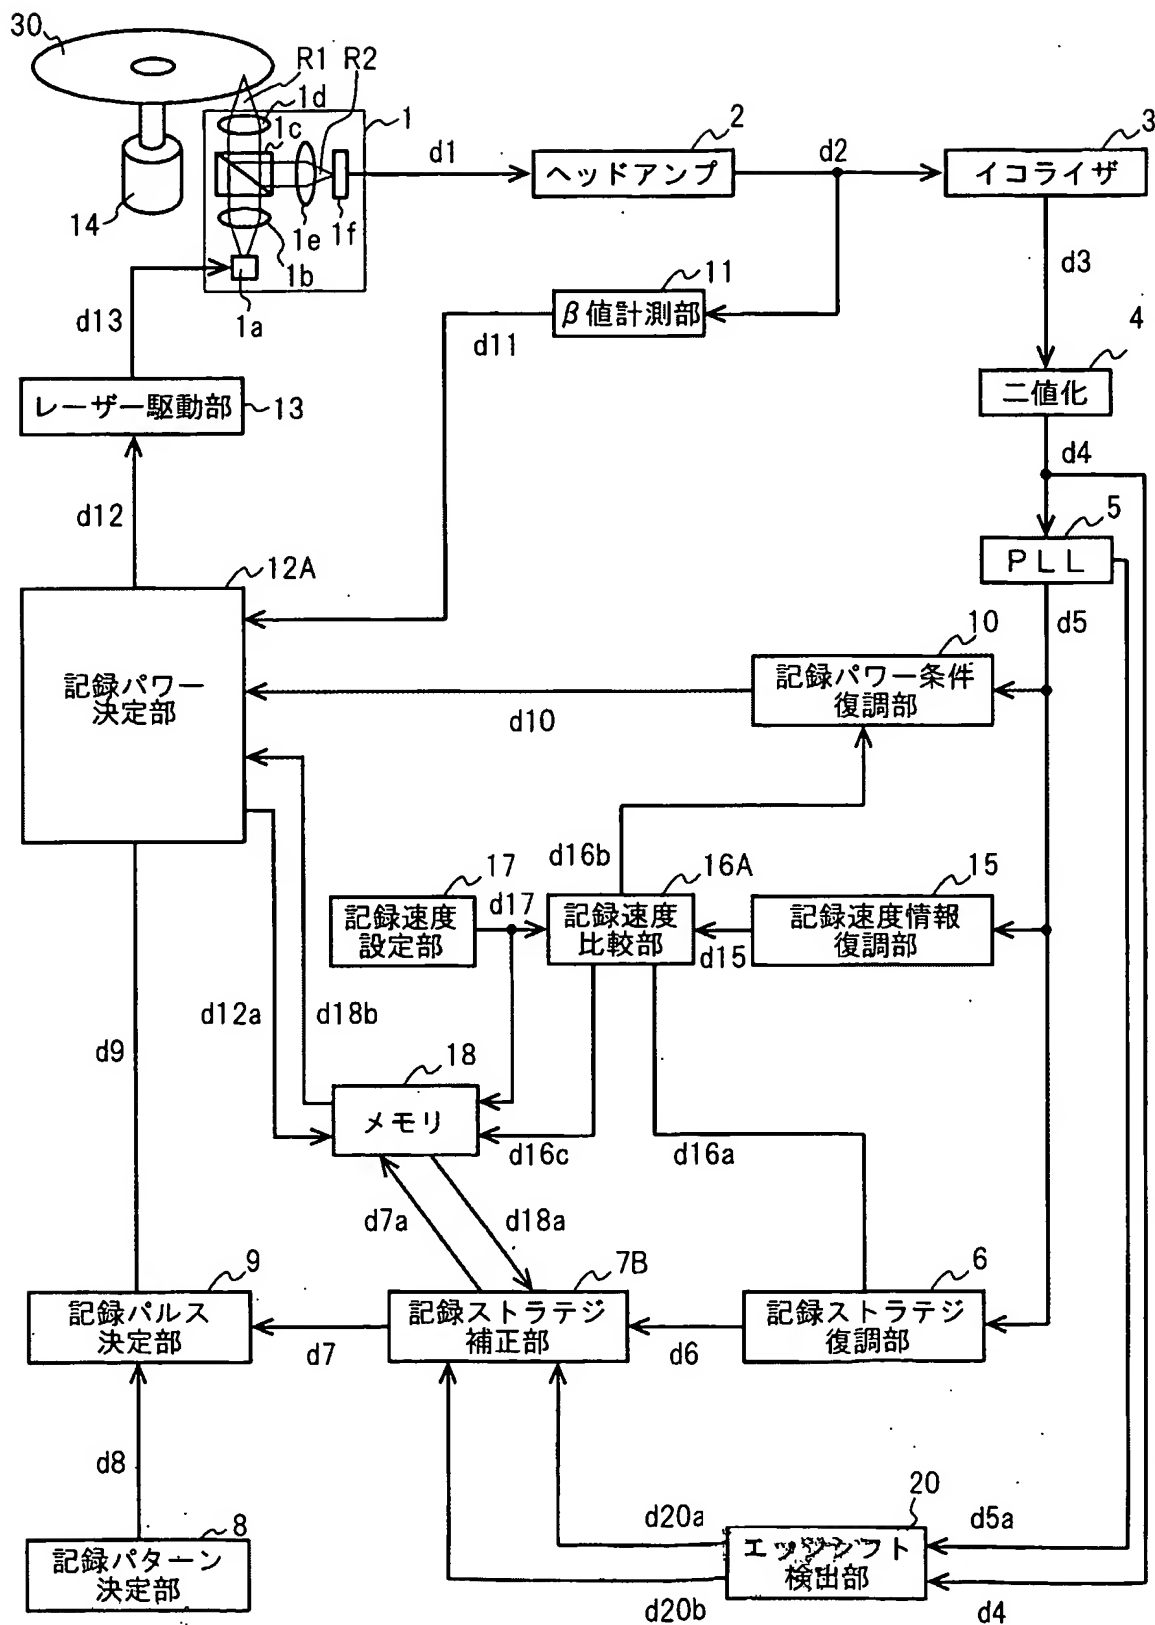 30
R1
R2
1d
1c
1
2
3
d1
ヘッドアンプ
d2
イコライザ
14
1e
1f
1b
1a
d13
11
β値計測部
d11
d3
4
二値化
レーザー駆動部
13
d4
d12
5
PLL
12A
d5
10
記録パワー
決定部
記録パワー条件
復調部
d10
d16b
17
16A
15
d17
記録速度
設定部
記録速度
比較部
記録速度情報
復調部
d15
d12a
d18b
d9
18
メモリ
d16c
d16a
d7a
d18a
9
7B
6
記録パルス
決定部
記録ストラテジ
補正部
記録ストラテジ
復調部
d7
d6
d8
20
d20a
d5a
8
記録パターン
決定部
検出部
d20b
d4